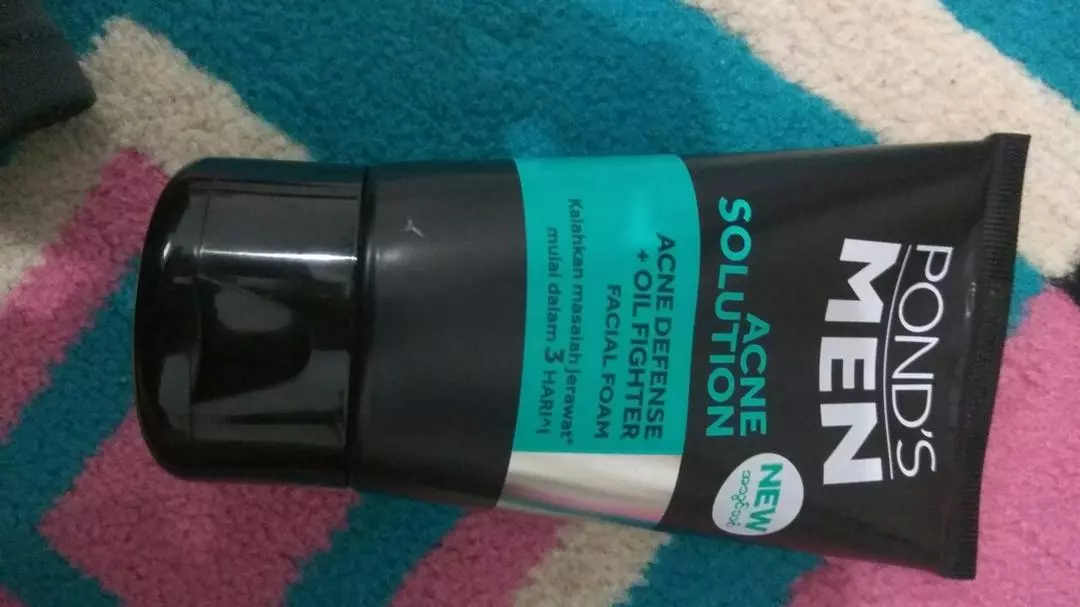 POND'S
MEN
NEW
ACNE
SOLUTION
ACNE DEFENSE
+ OIL FIGHTER
FACIAL FOAM
Kalahkan masalah jerawat*
mulai dalam 3 HARI^!